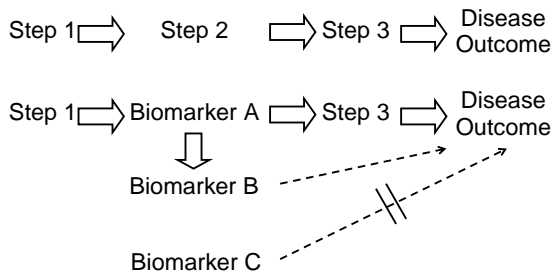 Step 1 Step 2 Step 3 Disease
Outcome
Step 1 Biomarker A Step 3 Disease
Outcome
Biomarker B
Biomarker C